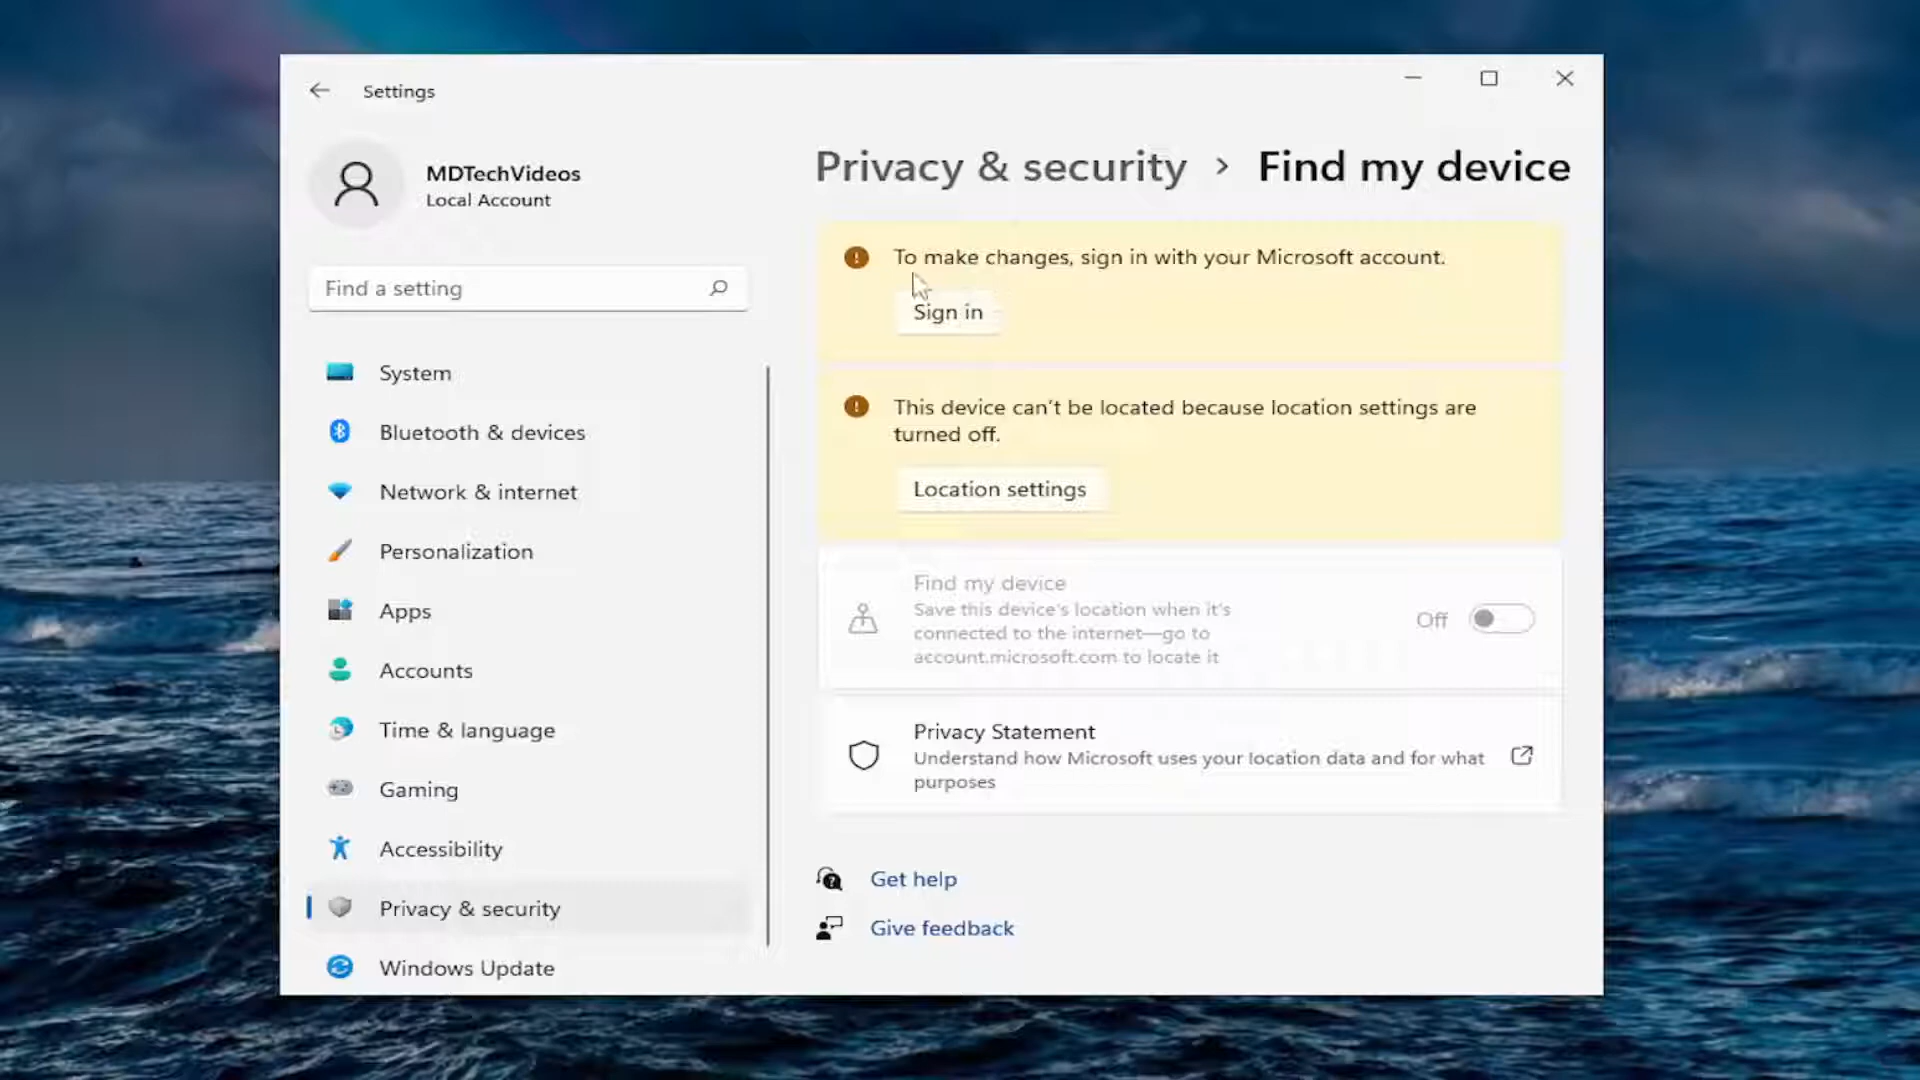 Settings
MDTechVideos
Local Account
Find a setting
System
Bluetooth & devices
Network & internet
Personalization
Apps
Accounts
Time & language
Gaming
Accessibility
Privacy & security
Windows Update
Privacy & security > Find my device
To make changes, sign in with your Microsoft account.
Sign in
This device can't be located because location settings are
turned off.
Location settings
Find my device
Save this device's location when it's
connected to the internet—go to
account.microsoft.com to locate it
Off
Privacy Statement
Understand how Microsoft uses your location data and for what
purposes
Get help
Give feedback